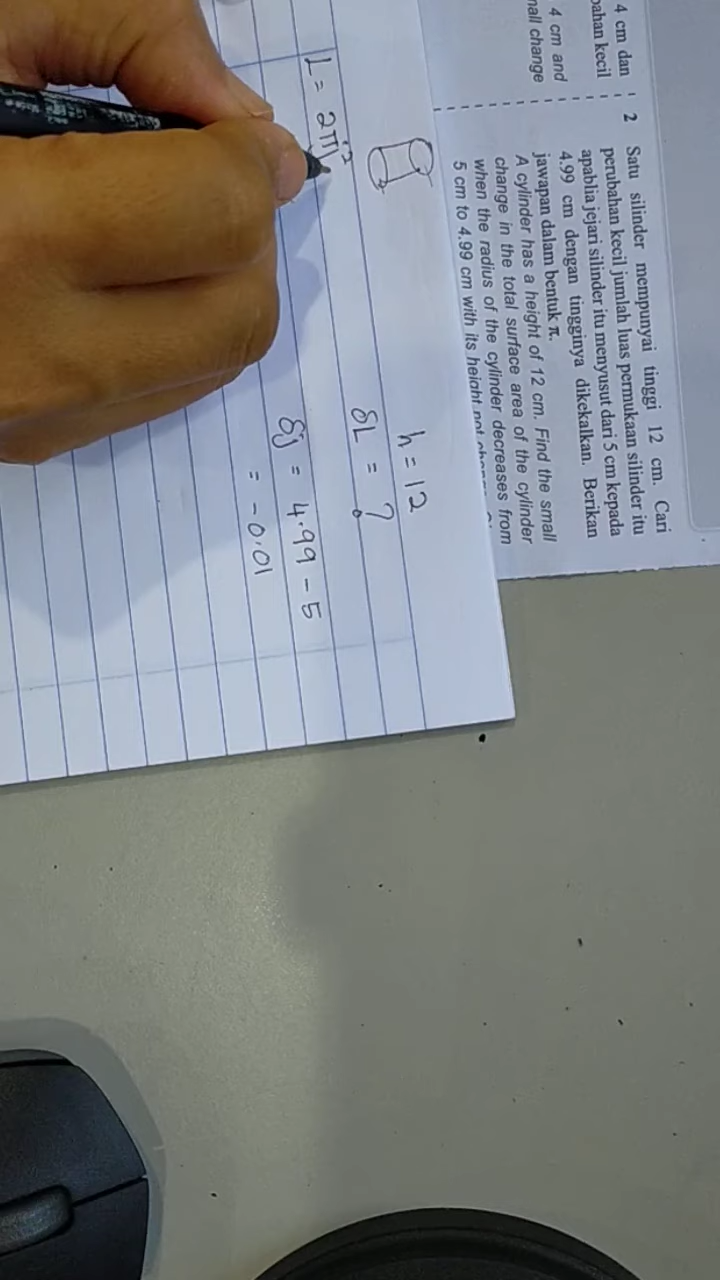 4 cm dan
bahan kecil
4 cm and
mall change
2 Satu silinder mempunyai tinggi 12 cm. Cari
perubahan kecil jumlah luas permukaan silinder itu
apablia jejari silinder itu menyusut dari 5 cm kepada
4.99 cm dengan tingginya dikekalkan. Berikan
jawapan dalam bentuk π.
A cylinder has a height of 12 cm. Find the small
change in the total surface area of the cylinder
when the radius of the cylinder decreases from
5 cm to 4.99 cm with its height not
h = 12
δL = ?
L = 2πj²
δj = 4.99 - 5
= -0.01